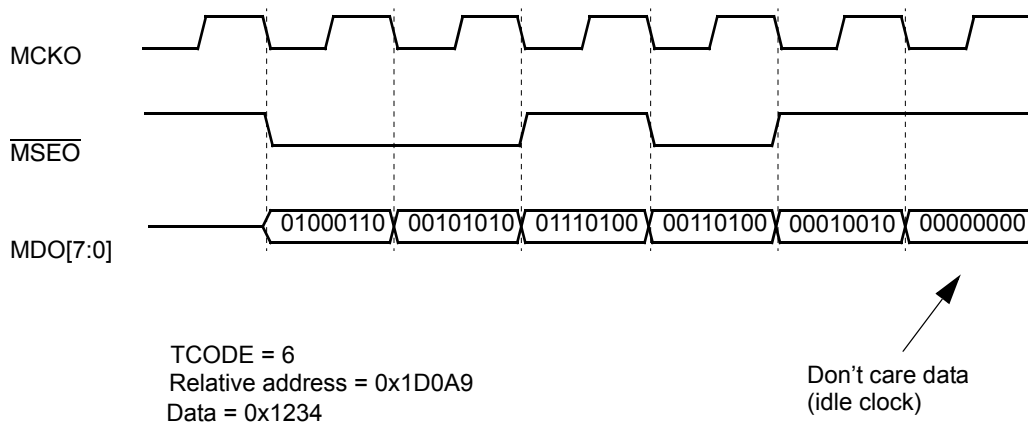 MCKO
MSEO
MDO[7:0]
01000110 00101010 01110100 00110100 00010010 00000000
TCODE = 6
Relative address = 0x1D0A9
Data = 0x1234
Don't care data
(idle clock)